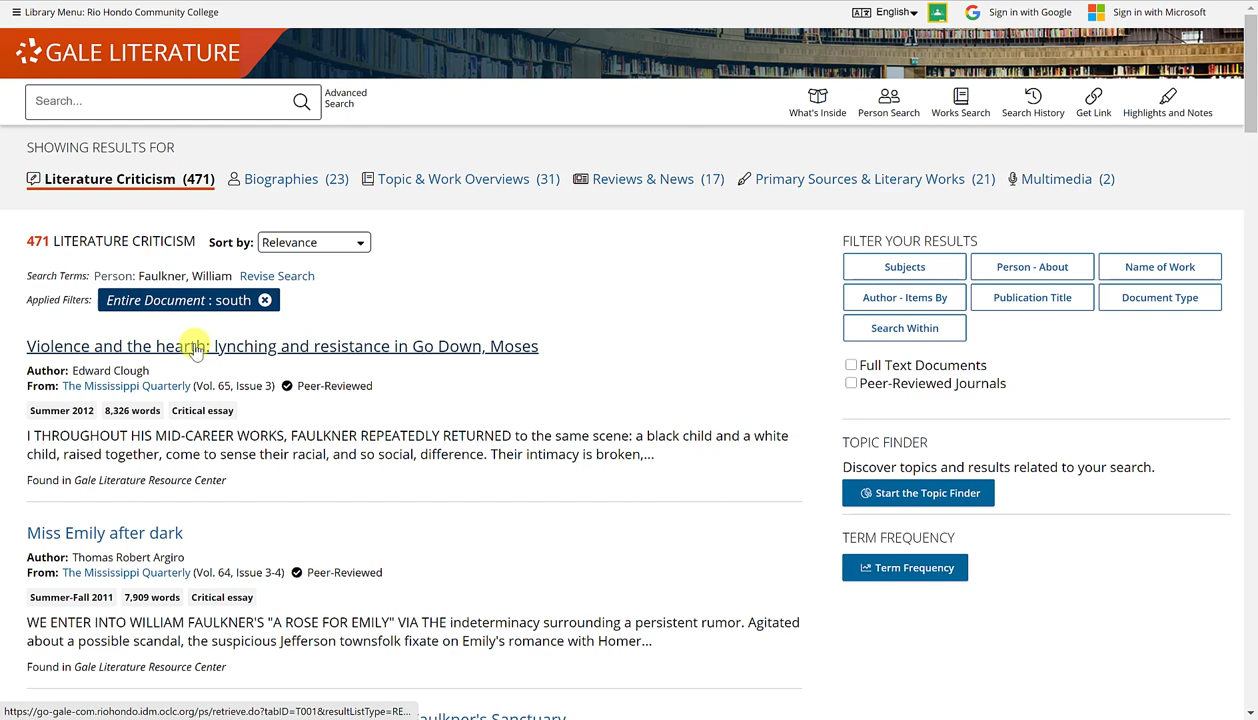 ☰ Library Menu: Rio Hondo Community College
English
Sign in with Google
Sign in with Microsoft
GALE LITERATURE
Search...
Advanced
Search
What's Inside
Person Search
Works Search
Search History
Get Link
Highlights and Notes
SHOWING RESULTS FOR
Literature Criticism (471)
Biographies (23)
Topic & Work Overviews (31)
Reviews & News (17)
Primary Sources & Literary Works (21)
Multimedia (2)
471 LITERATURE CRITICISM Sort by: Relevance
Search Terms: Person: Faulkner, William Revise Search
Applied Filters: Entire Document : south
Violence and the hearth: lynching and resistance in Go Down, Moses
Author: Edward Clough
From: The Mississippi Quarterly (Vol. 65, Issue 3) Peer-Reviewed
Summer 2012 8,326 words Critical essay
I THROUGHOUT HIS MID-CAREER WORKS, FAULKNER REPEATEDLY RETURNED to the same scene: a black child and a white
child, raised together, come to sense their racial, and so social, difference. Their intimacy is broken,...
Found in Gale Literature Resource Center
Miss Emily after dark
Author: Thomas Robert Argiro
From: The Mississippi Quarterly (Vol. 64, Issue 3-4) Peer-Reviewed
Summer-Fall 2011 7,909 words Critical essay
WE ENTER INTO WILLIAM FAULKNER'S "A ROSE FOR EMILY" VIA THE indeterminacy surrounding a persistent rumor. Agitated
about a possible scandal, the suspicious Jefferson townsfolk fixate on Emily's romance with Homer...
Found in Gale Literature Resource Center
aulkner's Sanctuary
FILTER YOUR RESULTS
Subjects
Person - About
Name of Work
Author - Items By
Publication Title
Document Type
Search Within
Full Text Documents
Peer-Reviewed Journals
TOPIC FINDER
Discover topics and results related to your search.
Start the Topic Finder
TERM FREQUENCY
Term Frequency
https://go-gale-com.riohondo.idm.oclc.org/ps/retrieve.do?tabID=T001&resultListType=RE...